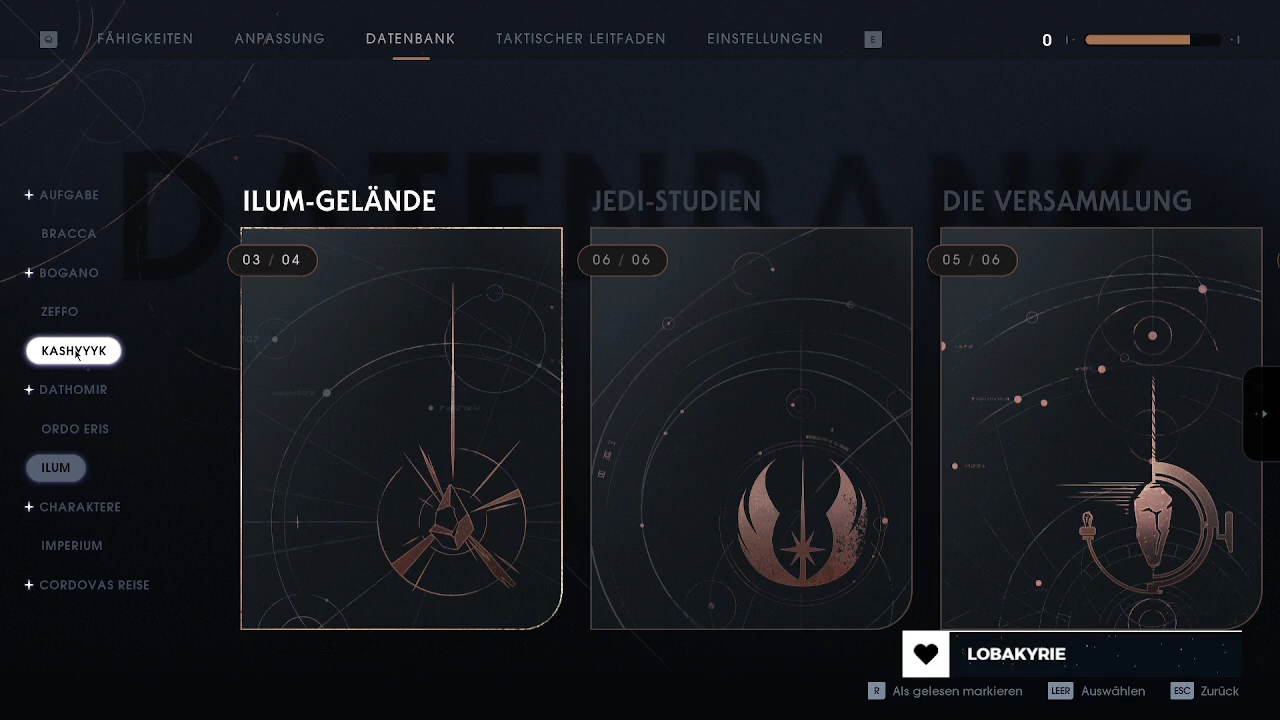 Q FÄHIGKEITEN ANPASSUNG DATENBANK TAKTISCHER LEITFADEN EINSTELLUNGEN E 0
DATENBANK
AUFGABE
BRACCA
BOGANO
ZEFFO
KASHYYYK
DATHOMIR
ORDO ERIS
ILUM
CHARAKTERE
IMPERIUM
CORDOVAS REISE
ILUM-GELÄNDE
03 / 04
JEDI-STUDIEN
06 / 06
DIE VERSAMMLUNG
05 / 06
LOBAKYRIE
R Als gelesen markieren LEER Auswählen ESC Zurück